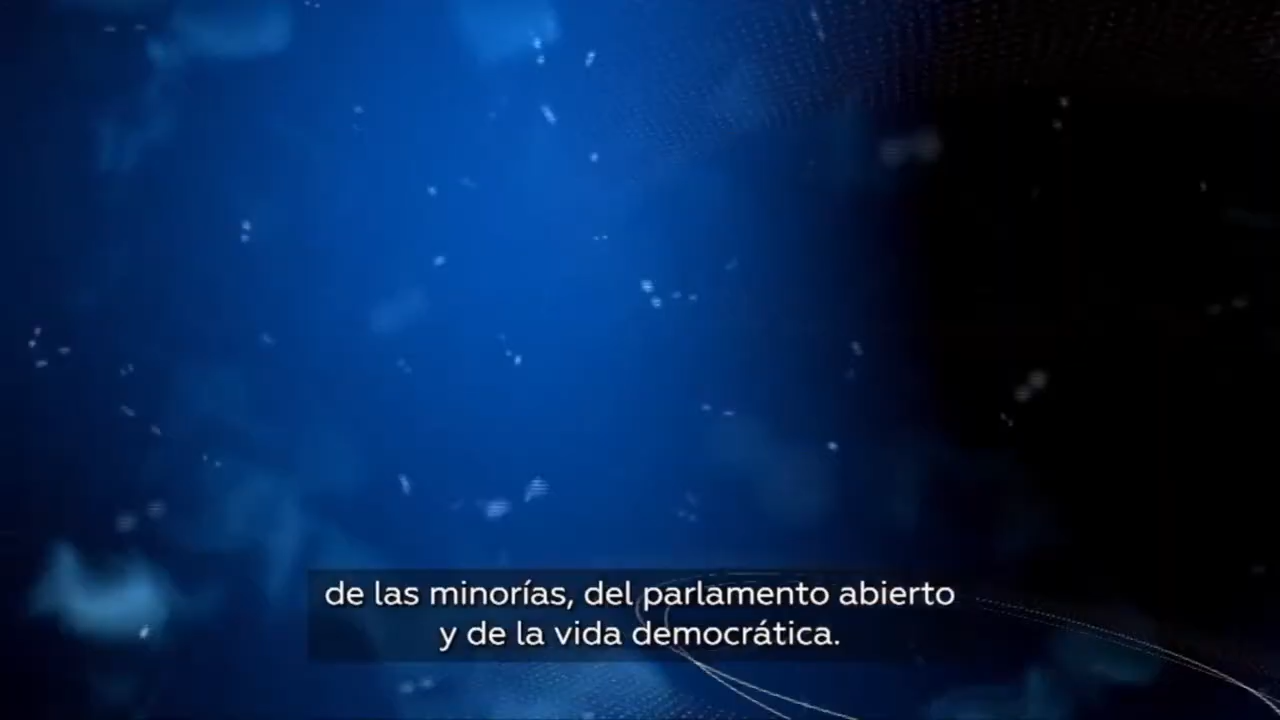 de las minorías, del parlamento abierto
y de la vida democrática.